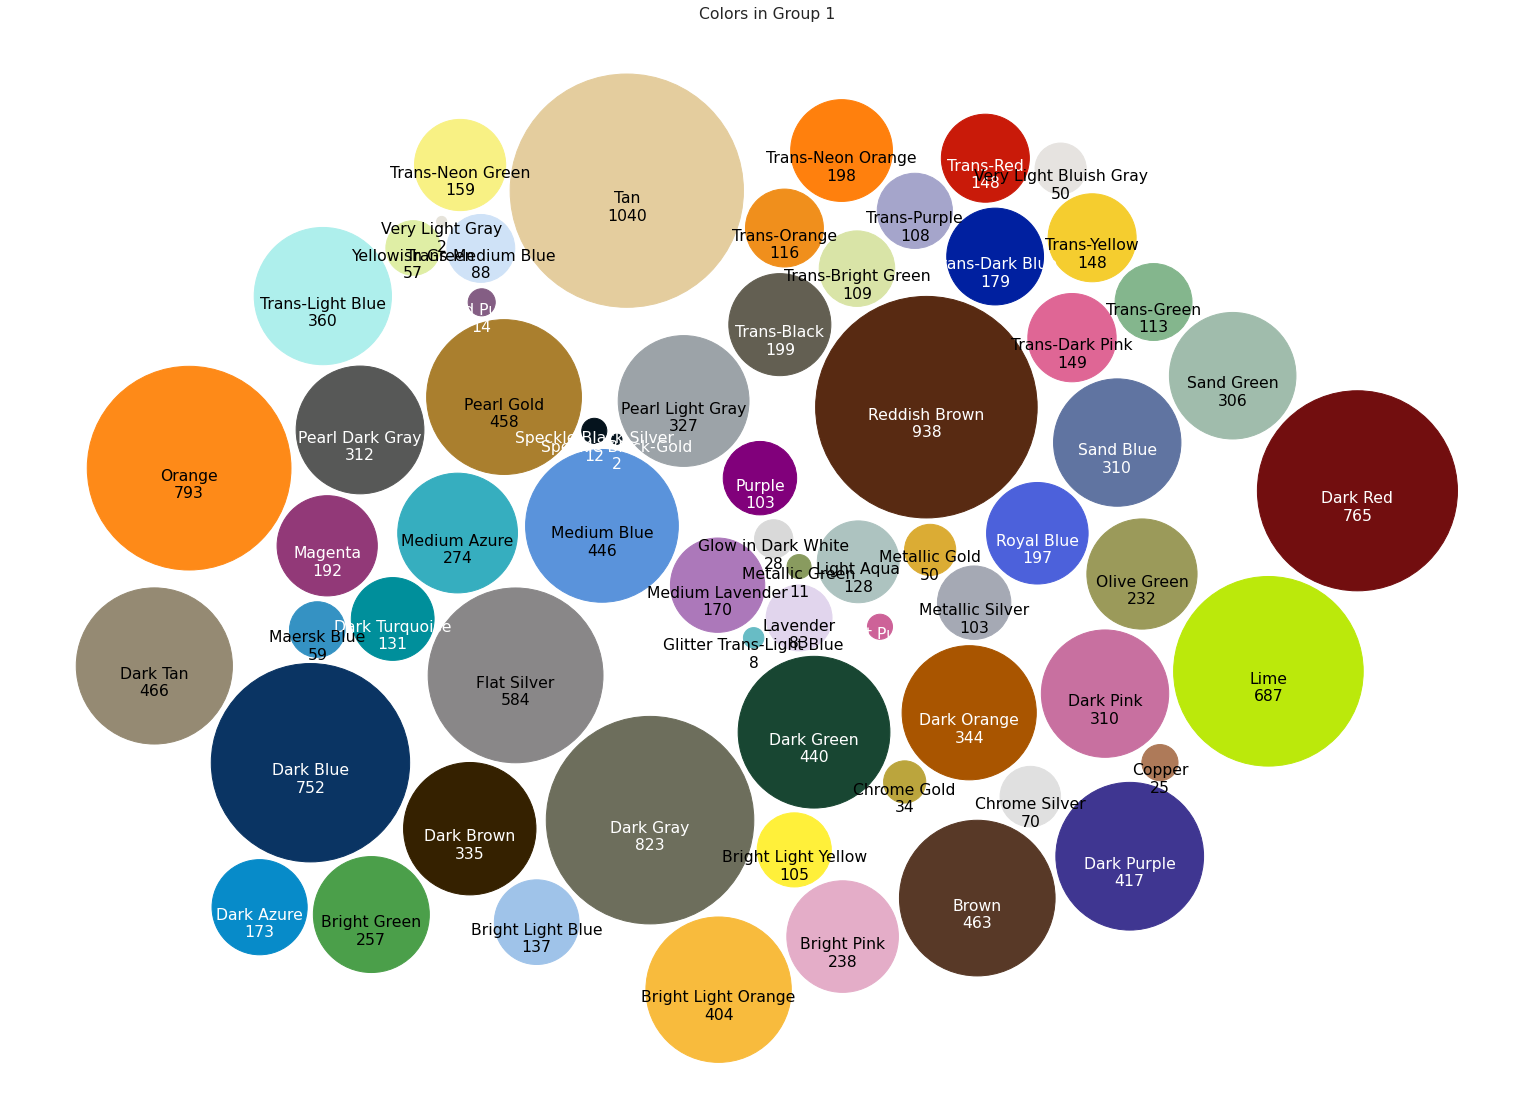 Colors in Group 1
Tan
1040
Trans-Neon Green
159
Trans-Neon Orange
198
Trans-Red
148
Very Light Bluish Gray
50
Trans-Purple
108
Trans-Orange
116
Very Light Gray
2
Yellowish Green
57
Trans-Medium Blue
88
Trans-Yellow
148
Trans-Dark Blue
179
Trans-Bright Green
109
Trans-Light Blue
360
14
Trans-Green
113
Trans-Black
199
Trans-Dark Pink
149
Sand Green
306
Pearl Gold
458
Pearl Light Gray
327
Reddish Brown
938
Pearl Dark Gray
312
Speckle Black-Silver
12
Speckle Black-Gold
2
Sand Blue
310
Orange
793
Purple
103
Dark Red
765
Medium Blue
446
Medium Azure
274
Magenta
192
Royal Blue
197
Glow in Dark White
28
Metallic Gold
50
Light Aqua
128
Metallic Green
11
Olive Green
232
Medium Lavender
170
Metallic Silver
103
Lavender
83
Dark Turquoise
131
Maersk Blue
59
Glitter Trans-Light Blue
8
Dark Tan
466
Flat Silver
584
Lime
687
Dark Pink
310
Dark Orange
344
Dark Green
440
Dark Blue
752
Copper
25
Chrome Gold
34
Chrome Silver
70
Dark Gray
823
Dark Brown
335
Bright Light Yellow
105
Dark Purple
417
Brown
463
Dark Azure
173
Bright Green
257
Bright Light Blue
137
Bright Pink
238
Bright Light Orange
404